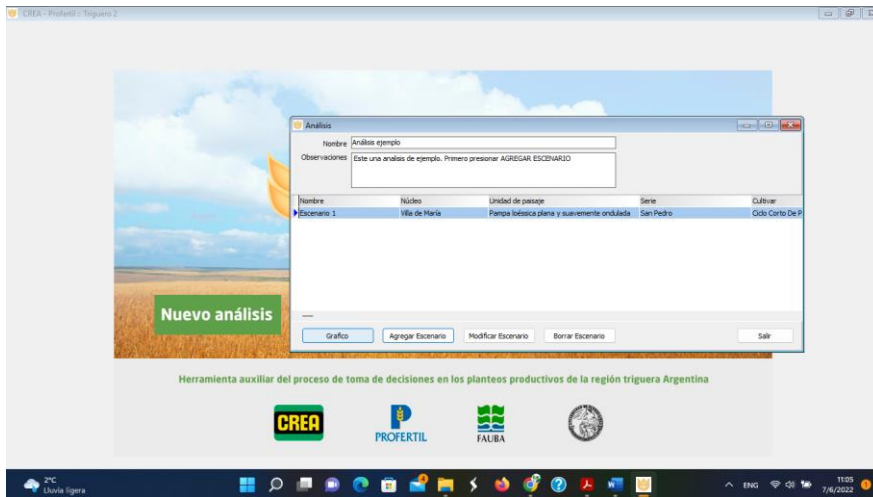 CREA - Profertil :: Triguero 2
Análisis
Nombre Análisis ejemplo
Observaciones Este una analisis de ejemplo. Primero presionar AGREGAR ESCENARIO
Nombre Núcleo Unidad de paisaje Serie Cultivar
Escenario 1 Villa de María Pampa loéssica plana y suavemente ondulada San Pedro Ciclo Corto De P
Nuevo análisis
Grafico Agregar Escenario Modificar Escenario Borrar Escenario Salir
Herramienta auxiliar del proceso de toma de decisiones en los planteos productivos de la región triguera Argentina
CREA
PROFERTIL
FAUBA
2°C
Lluvia ligera
ENG
11:05
7/6/2022